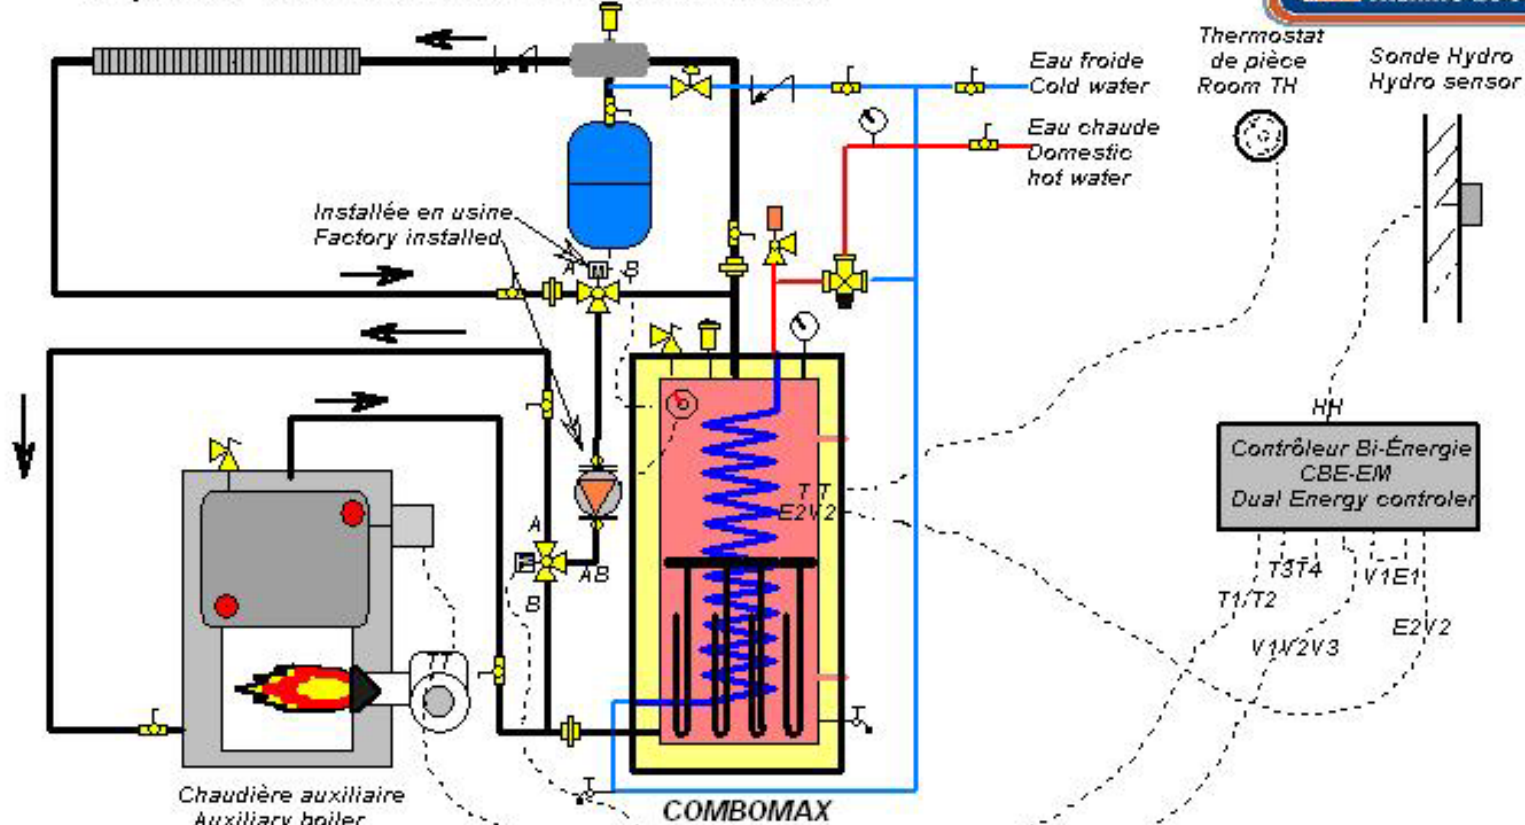 Eau froide
Cold water
Eau chaude
Domestic
hot water
Thermostat
de pièce
Room TH
Sonde Hydro
Hydro sensor
Installée en usine
Factory installed
A
M
B
HH
Contrôleur Bi-Énergie
CBE-EM
Dual Energy controler
T T
E2V2
A
AB
B
T3T4
V1E1
T1/T2
E2V2
V1V2V3
TT
Chaudière auxiliaire
Auxiliary boiler
COMBOMAX